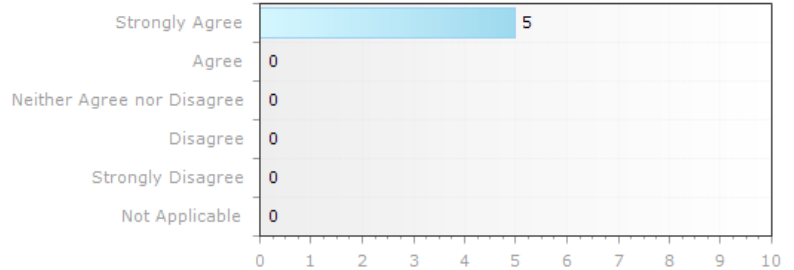 Strongly Agree 5
Agree 0
Neither Agree nor Disagree 0
Disagree 0
Strongly Disagree 0
Not Applicable 0
0 1 2 3 4 5 6 7 8 9 10